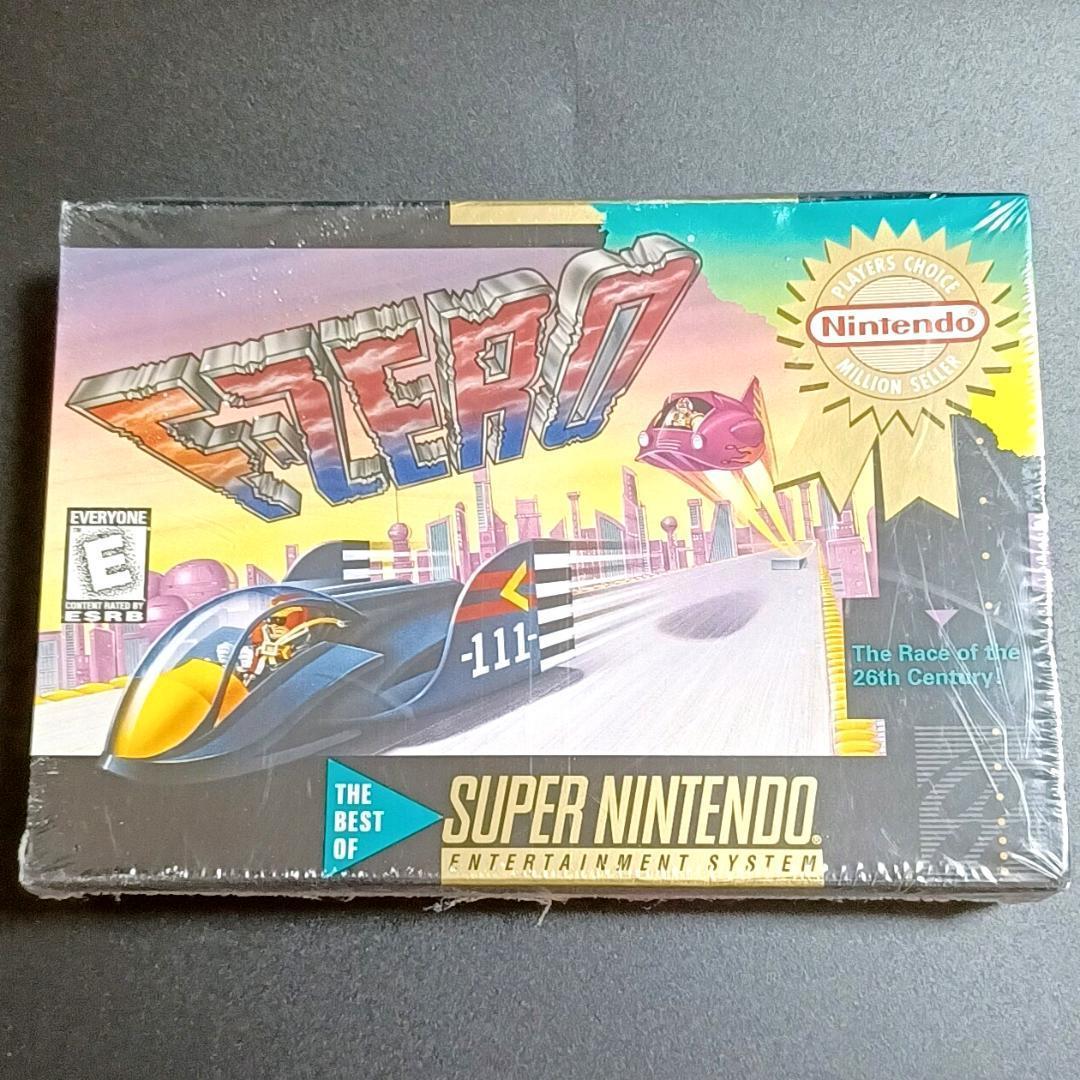 F-ZERO
PLAYERS CHOICE
Nintendo®
MILLION SELLER
EVERYONE
E
CONTENT RATED BY
ESRB
-111-
The Race of the
26th Century!
THE
BEST
OF
SUPER NINTENDO®
ENTERTAINMENT SYSTEM